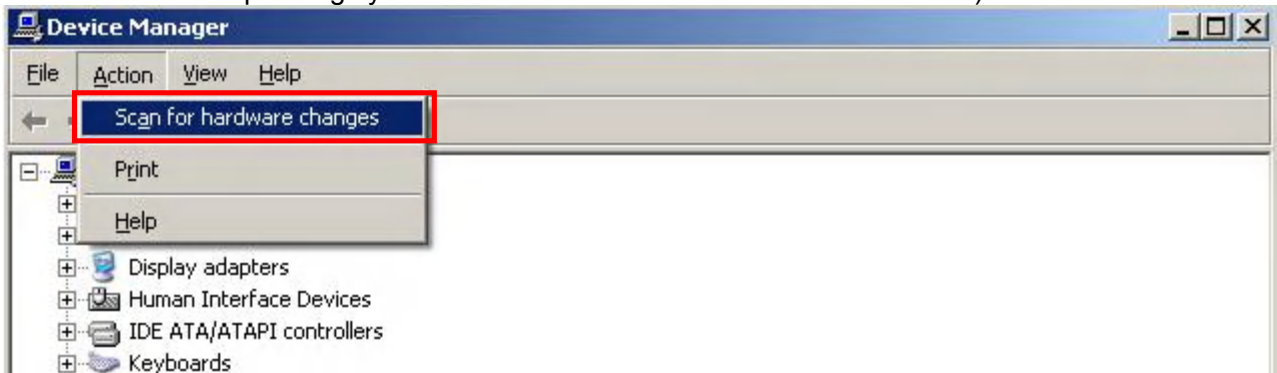 Device Manager
File Action View Help
Scan for hardware changes
Print
Help
Display adapters
Human Interface Devices
IDE ATA/ATAPI controllers
Keyboards